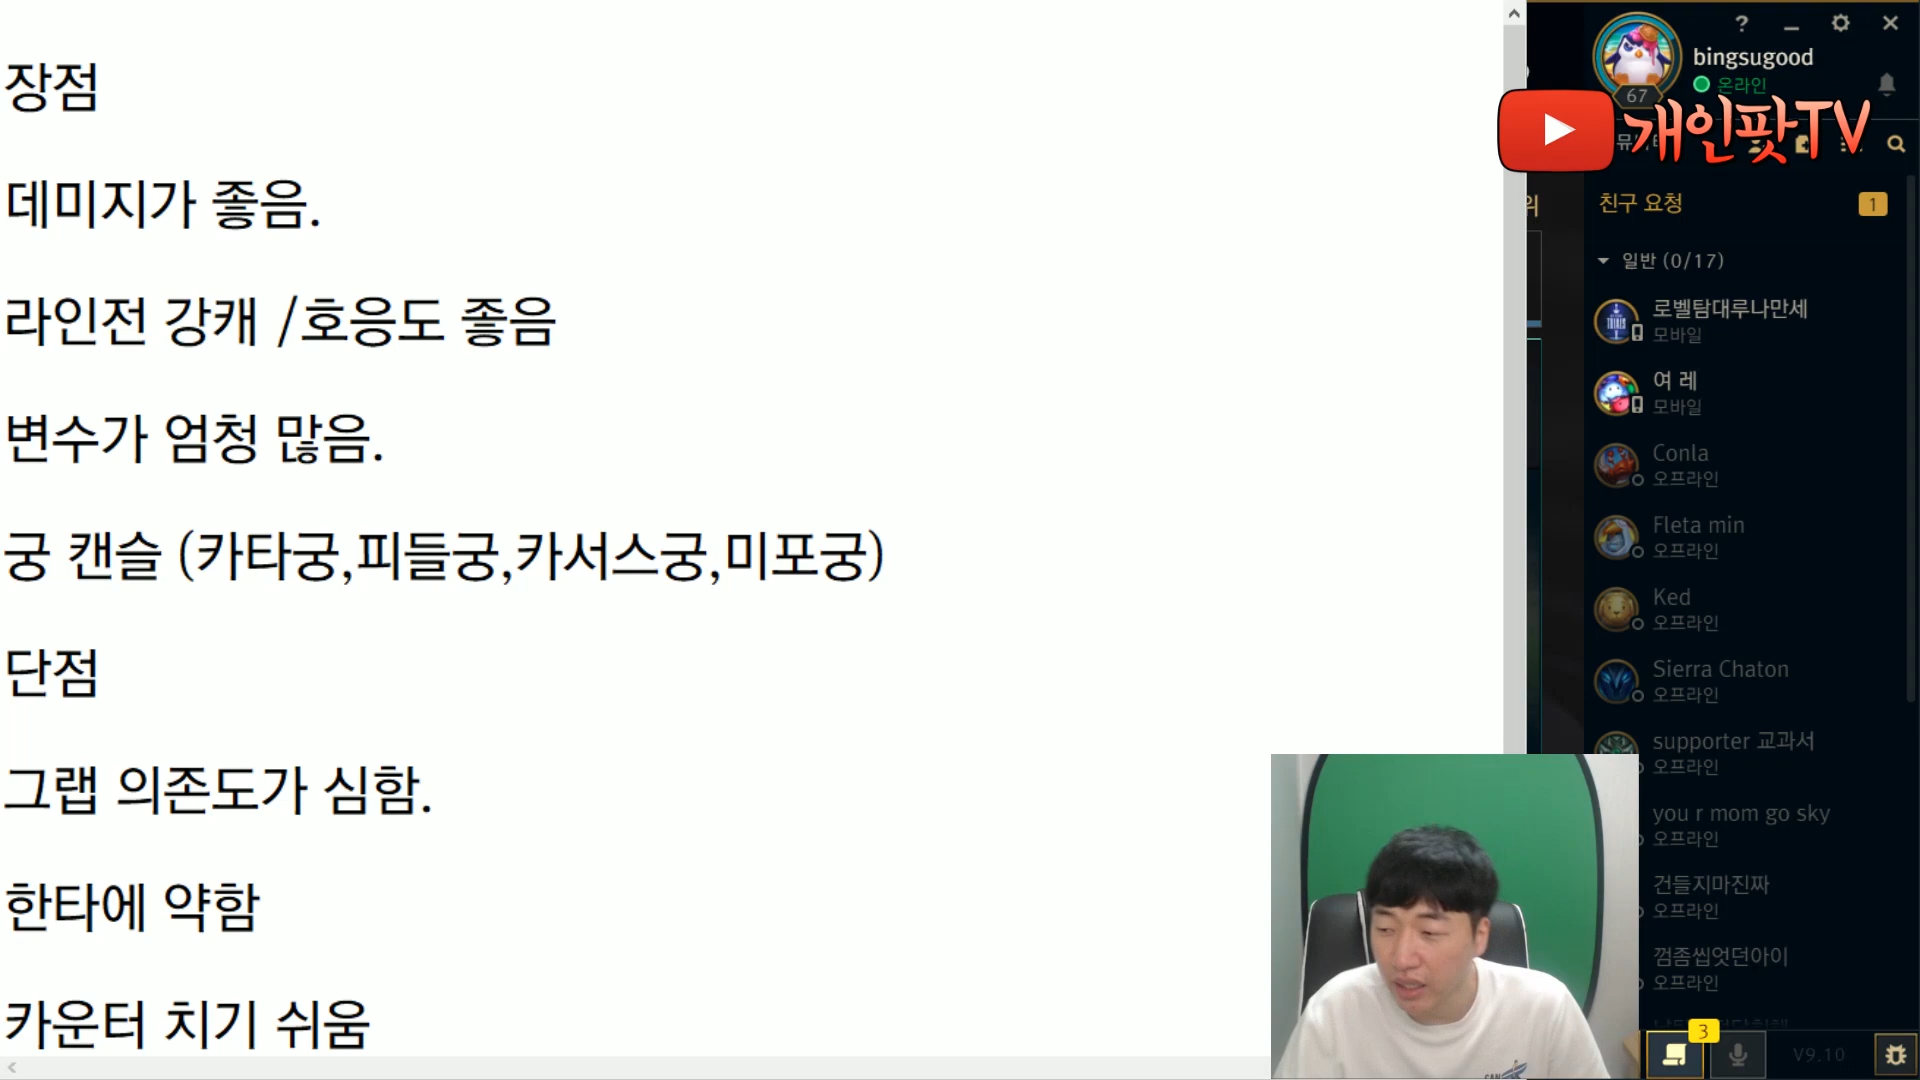 장점
데미지가 좋음.
라인전 강캐 /호응도 좋음
변수가 엄청 많음.
궁 캔슬 (카타궁,피들궁,카서스궁,미포궁)
단점
그랩 의존도가 심함.
한타에 약함
카운터 치기 쉬움
bingsugood
온라인
67
개인팟TV
친구 요청
1
일반 (0/17)
로벨탐대루나만세
모바일
여 레
모바일
Conla
오프라인
Fleta min
오프라인
Ked
오프라인
Sierra Chaton
오프라인
supporter 교과서
오프라인
you r mom go sky
오프라인
건들지마진짜
오프라인
껌좀씹엇던아이
오프라인
3
V9.10